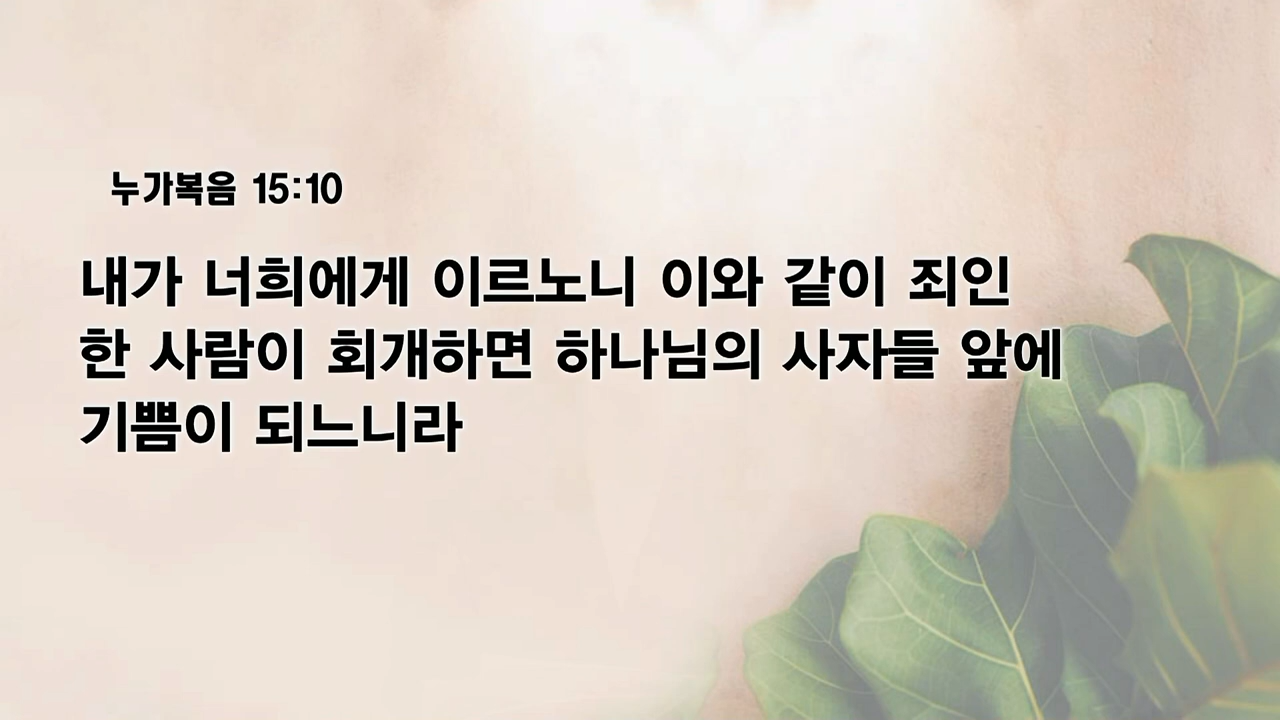 누가복음 15:10
내가 너희에게 이르노니 이와 같이 죄인
한 사람이 회개하면 하나님의 사자들 앞에
기쁨이 되느니라